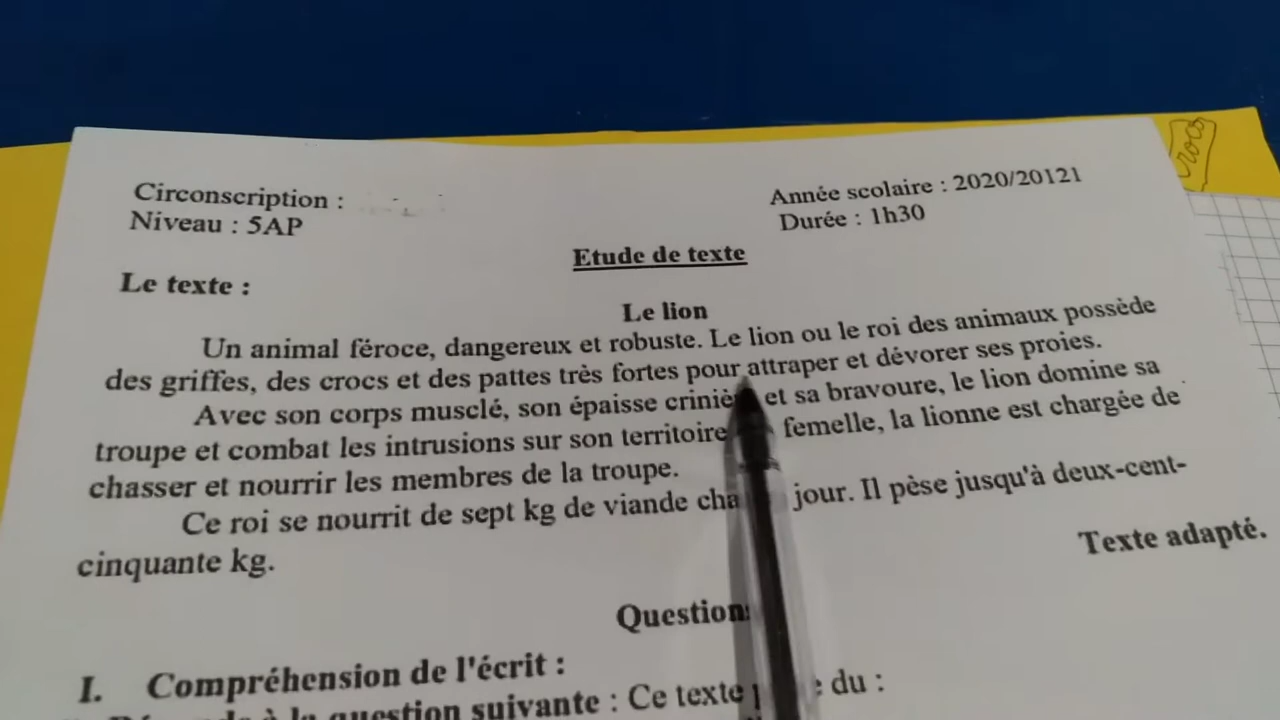 Circonscription :
Année scolaire : 2020/20121
Niveau : 5AP
Durée : 1h30
Etude de texte
Le texte :
Le lion
Un animal féroce, dangereux et robuste. Le lion ou le roi des animaux possède
des griffes, des crocs et des pattes très fortes pour attraper et dévorer ses proies.
Avec son corps musclé, son épaisse et sa bravoure, le lion domine sa
troupe et combat les intrusions sur son territoire femelle, la lionne est chargée de
chasser et nourrir les membres de la troupe.
Ce roi se nourrit de sept kg de viande jour. Il pèse jusqu'à deux-cent-
cinquante kg.
Texte adapté.
Question
I. Compréhension de l'écrit :
à la question suivante : Ce texte du :
crocs